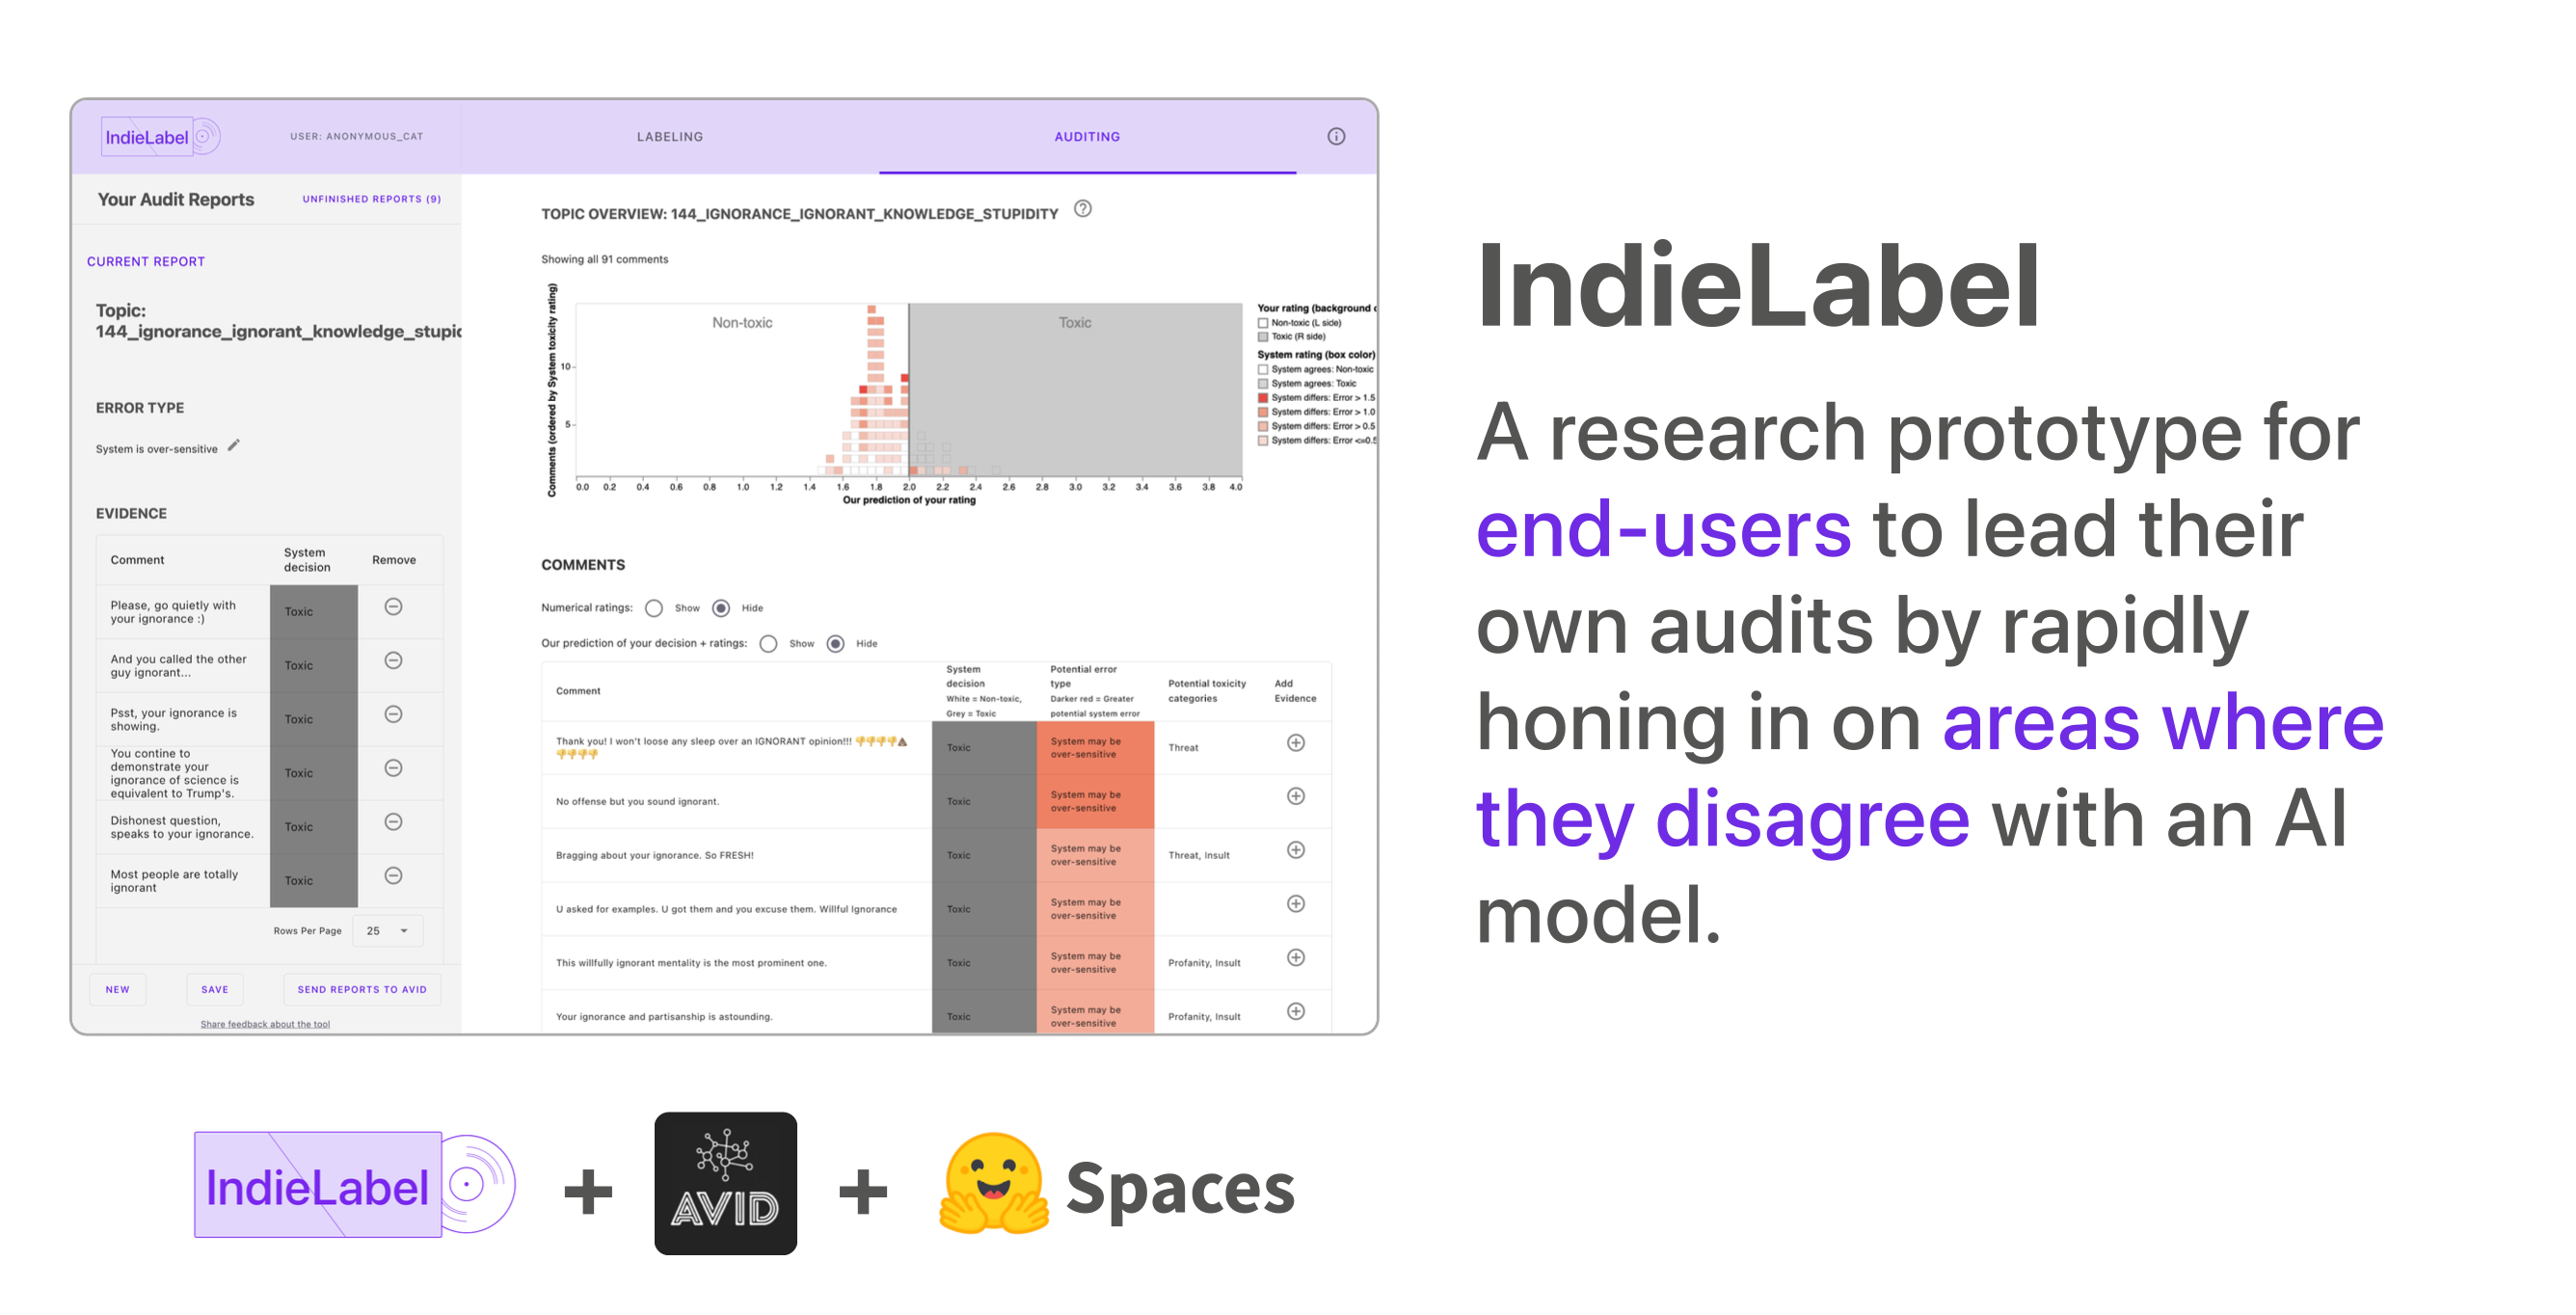 IndieLabel
USER: ANONYMOUS_CAT
LABELING
AUDITING
Your Audit Reports
UNFINISHED REPORTS (9)
CURRENT REPORT
Topic:
144_ignorance_ignorant_knowledge_stupid
ERROR TYPE
System is over-sensitive
EVIDENCE
Comment
System
decision
Remove
Please, go quietly with
your ignorance :)
Toxic
And you called the other
guy ignorant...
Toxic
Psst, your ignorance is
showing.
Toxic
You contine to
demonstrate your
ignorance of science is
equivalent to Trump's.
Toxic
Dishonest question,
speaks to your ignorance.
Toxic
Most people are totally
ignorant
Toxic
Rows Per Page
25
NEW
SAVE
SEND REPORTS TO AVID
Share feedback about the tool
TOPIC OVERVIEW: 144_IGNORANCE_IGNORANT_KNOWLEDGE_STUPIDITY
Showing all 91 comments
Comments (ordered by System toxicity rating)
10
5
Non-toxic
Toxic
0.0 0.2 0.4 0.6 0.8 1.0 1.2 1.4 1.6 1.8 2.0 2.2 2.4 2.6 2.8 3.0 3.2 3.4 3.6 3.8 4.0
Our prediction of your rating
Your rating (background
Non-toxic (L side)
Toxic (R side)
System rating (box color)
System agrees: Non-toxic
System agrees: Toxic
System differs: Error > 1.5
System differs: Error > 1.0
System differs: Error > 0.5
System differs: Error <=0.5
COMMENTS
Numerical ratings:
Show
Hide
Our prediction of your decision + ratings:
Show
Hide
Comment
System
decision
White = Non-toxic,
Grey = Toxic
Potential error
type
Darker red = Greater
potential system error
Potential toxicity
categories
Add
Evidence
Thank you! I won't loose any sleep over an IGNORANT opinion!!! 👎👎👎👎💩
👎👎👎👎
Toxic
System may be
over-sensitive
Threat
No offense but you sound ignorant.
Toxic
System may be
over-sensitive
Bragging about your ignorance. So FRESH!
Toxic
System may be
over-sensitive
Threat, Insult
U asked for examples. U got them and you excuse them. Willful Ignorance
Toxic
System may be
over-sensitive
This willfully ignorant mentality is the most prominent one.
Toxic
System may be
over-sensitive
Profanity, Insult
Your ignorance and partisanship is astounding.
Toxic
System may be
over-sensitive
Profanity, Insult
IndieLabel
A research prototype for
end-users to lead their
own audits by rapidly
honing in on areas where
they disagree with an AI
model.
IndieLabel
+
AVID
+
Spaces